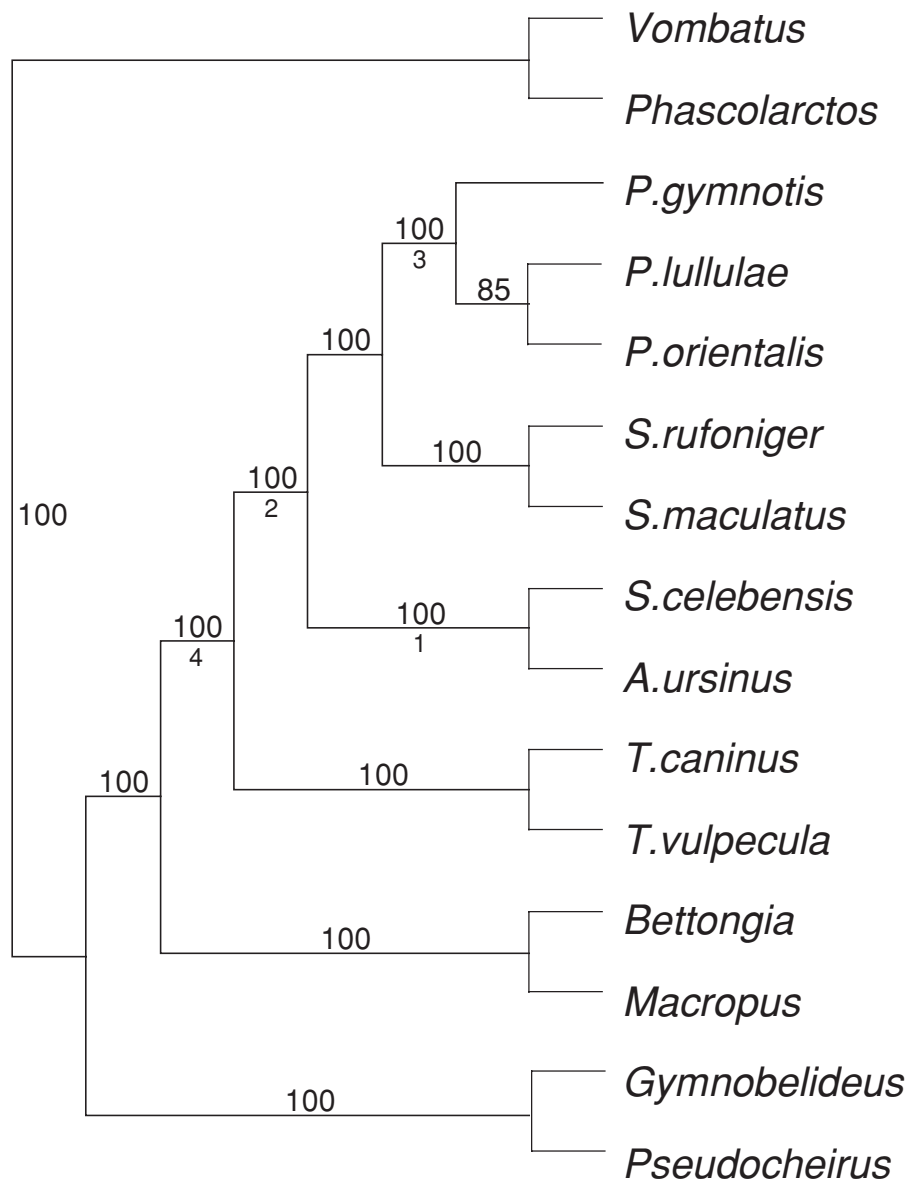 Vombatus
Phascolarctos
P.gymnotis
100
3
P.lullulae
85
100
P.orientalis
S.rufoniger
100
100
2
S.maculatus
100
S.celebensis
100
1
100
4
A.ursinus
T.caninus
100
100
T.vulpecula
Bettongia
100
Macropus
Gymnobelideus
100
Pseudocheirus